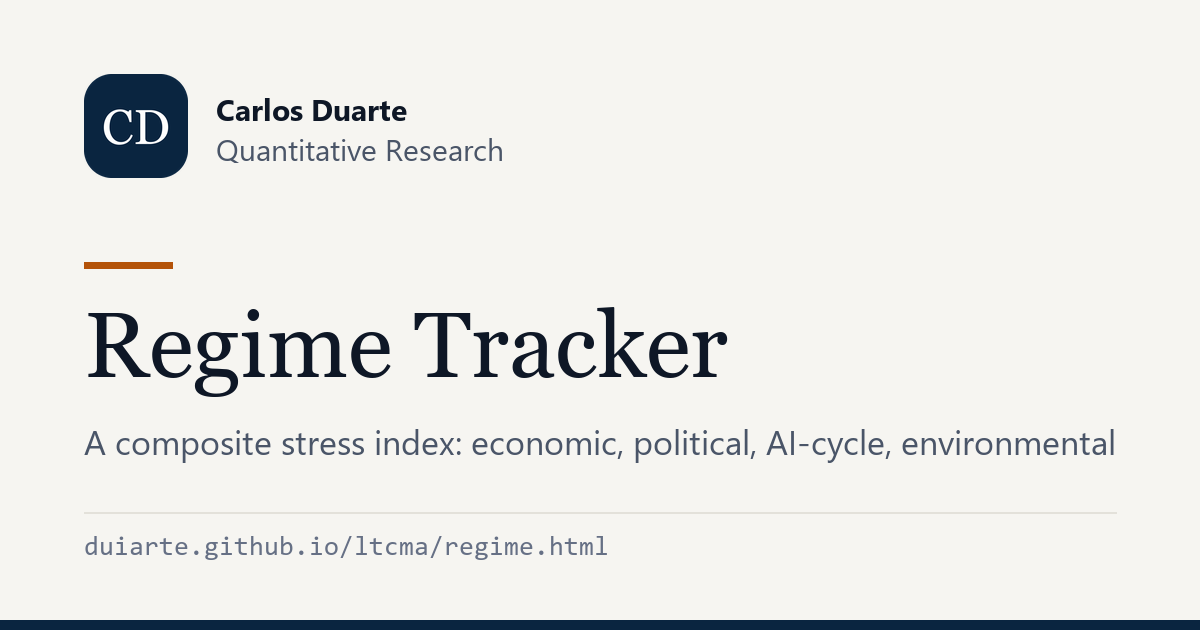 CD
Carlos Duarte
Quantitative Research
Regime Tracker
A composite stress index: economic, political, AI-cycle, environmental
duiarte.github.io/ltcma/regime.html